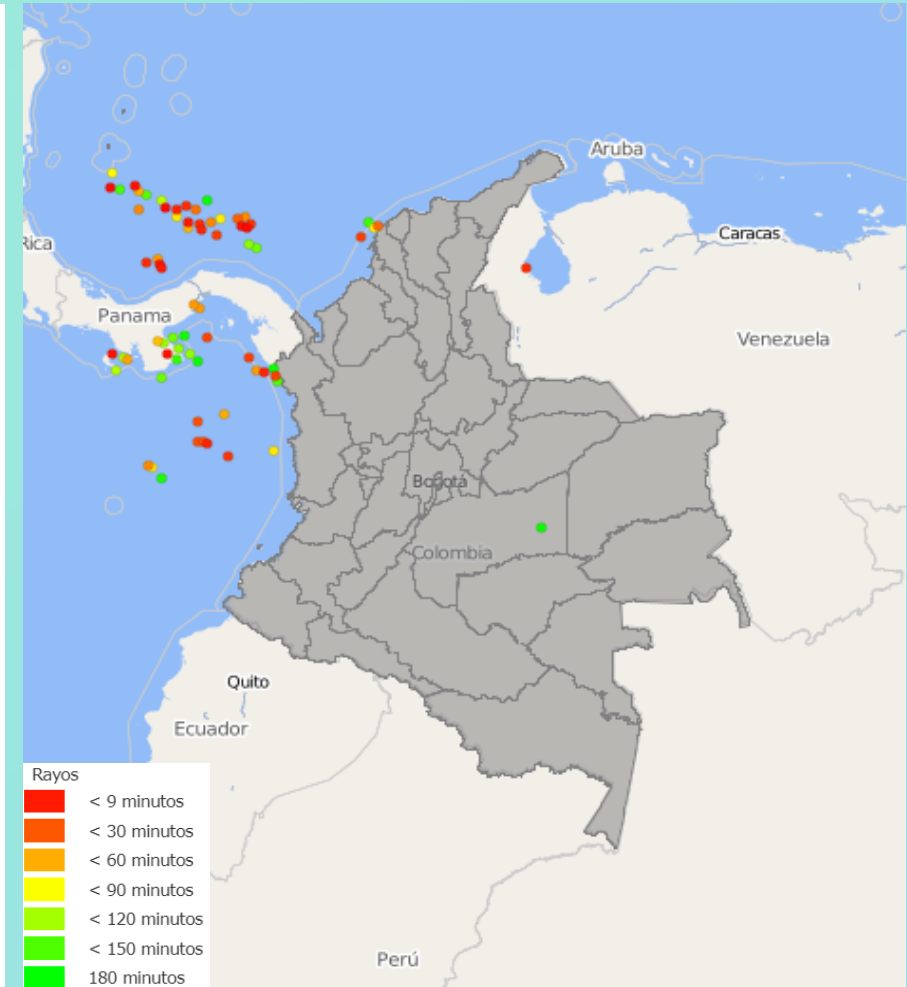 Aruba
Caracas
Rica
Panama
Venezuela
Bogotá
Colombia
Quito
Ecuador
Rayos
< 9 minutos
< 30 minutos
< 60 minutos
< 90 minutos
< 120 minutos
< 150 minutos
180 minutos
Perú